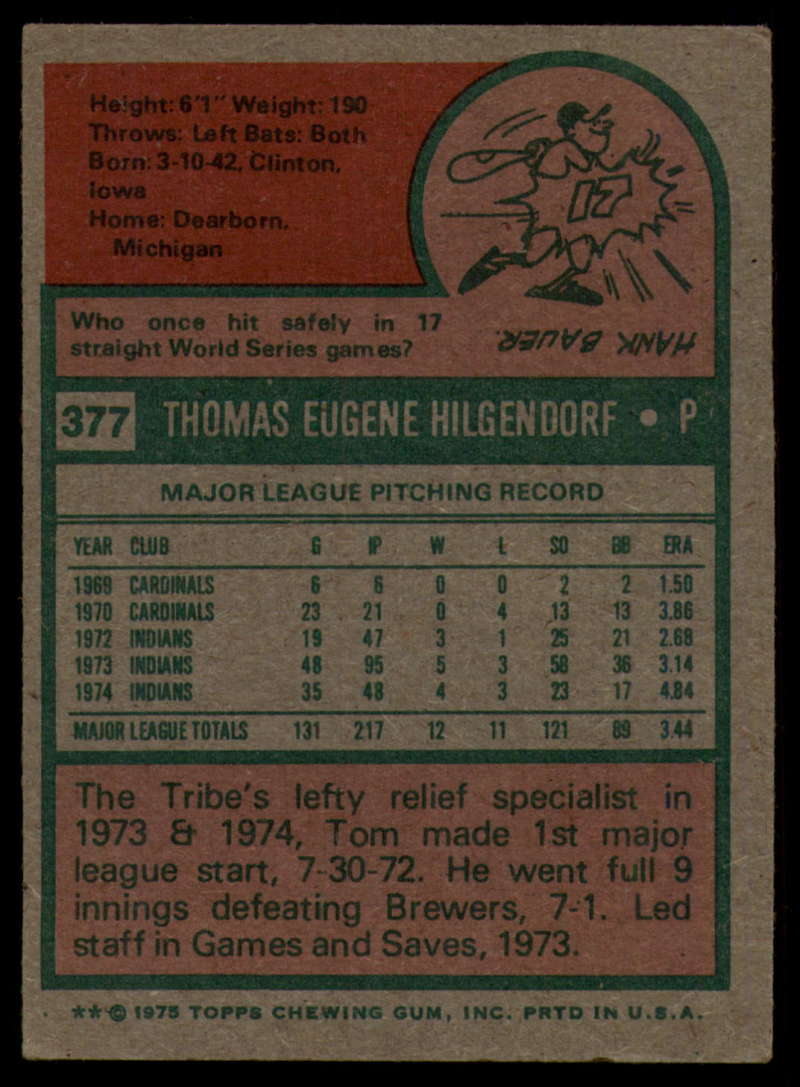 Height: 6'1" Weight: 190
Throws: Left Bats: Both
Born: 3-10-42, Clinton,
Iowa
Home: Dearborn,
Michigan
17
Who once hit safely in 17
straight World Series games?
HANK BAUER.
377 THOMAS EUGENE HILGENDORF • P
MAJOR LEAGUE PITCHING RECORD
YEAR CLUB G IP W L SO BB ERA
1969 CARDINALS 6 6 0 0 2 2 1.50
1970 CARDINALS 23 21 0 4 13 13 3.86
1972 INDIANS 19 47 3 1 25 21 2.68
1973 INDIANS 48 95 5 3 58 36 3.14
1974 INDIANS 35 48 4 3 23 17 4.84
MAJOR LEAGUE TOTALS 131 217 12 11 121 89 3.44
The Tribe's lefty relief specialist in
1973 & 1974, Tom made 1st major
league start, 7-30-72. He went full 9
innings defeating Brewers, 7-1. Led
staff in Games and Saves, 1973.
**© 1975 TOPPS CHEWING GUM, INC. PRTD IN U.S.A.